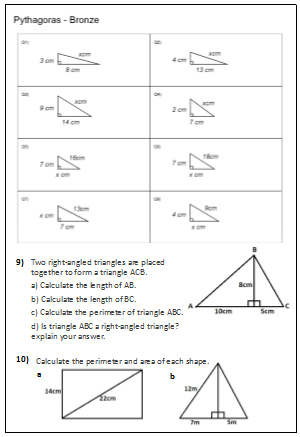 Pythagoras - Bronze
Q1)
3 cm
xcm
8 cm
Q2)
4 cm
xcm
13 cm
Q3)
9 cm
xcm
14 cm
Q4)
2 cm
xcm
7 cm
Q5)
7 cm
16cm
x cm
Q6)
7 cm
18cm
x cm
Q7)
x cm
13cm
7 cm
Q8)
4 cm
9cm
x cm
9) Two right-angled triangles are placed
together to form a triangle ACB.
a) Calculate the length of AB.
b) Calculate the length of BC.
c) Calculate the perimeter of triangle ABC.
d) Is triangle ABC a right-angled triangle?
explain your answer.
B
8cm
A
C
10cm
5cm
10) Calculate the perimeter and area of each shape.
a
14cm
22cm
b
12m
7m
5m